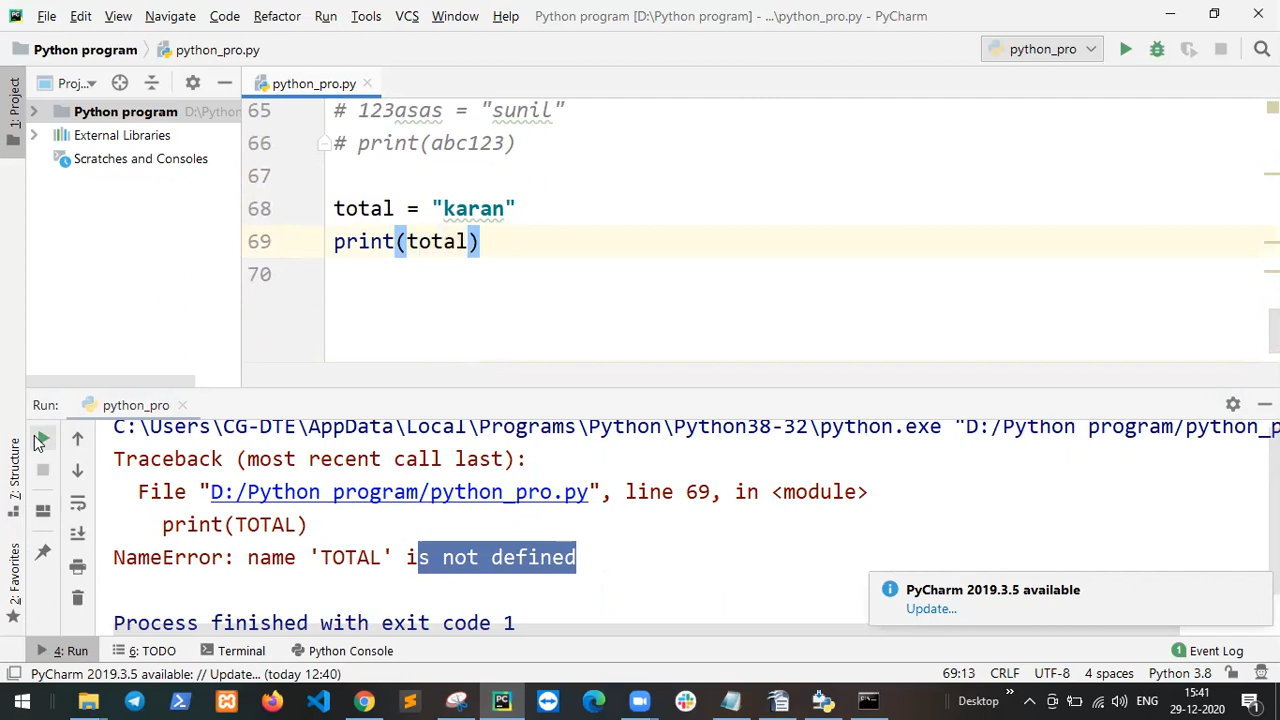 File Edit View Navigate Code Refactor Run Tools VCS Window Help Python program [D:\Python program] - ...\python_pro.py - PyCharm
Python program python_pro.py python_pro
1: Project Proj... python_pro.py
Python program D:\Python
External Libraries
Scratches and Consoles
65 # 123asas = "sunil"
66 # print(abc123)
67
68 total = "karan"
69 print(total)
70
Run: python_pro
C:\Users\CG-DTE\AppData\Local\Programs\Python\Python38-32\python.exe "D:/Python program/python_p
Traceback (most recent call last):
File "D:/Python program/python_pro.py", line 69, in <module>
print(TOTAL)
NameError: name 'TOTAL' is not defined
Process finished with exit code 1
Z: Structure
2: Favorites
PyCharm 2019.3.5 available
Update...
4: Run 6: TODO Terminal Python Console 1 Event Log
PyCharm 2019.3.5 available: // Update... (today 12:40) 69:13 CRLF UTF-8 4 spaces Python 3.8
Desktop » ENG 15:41
29-12-2020 1